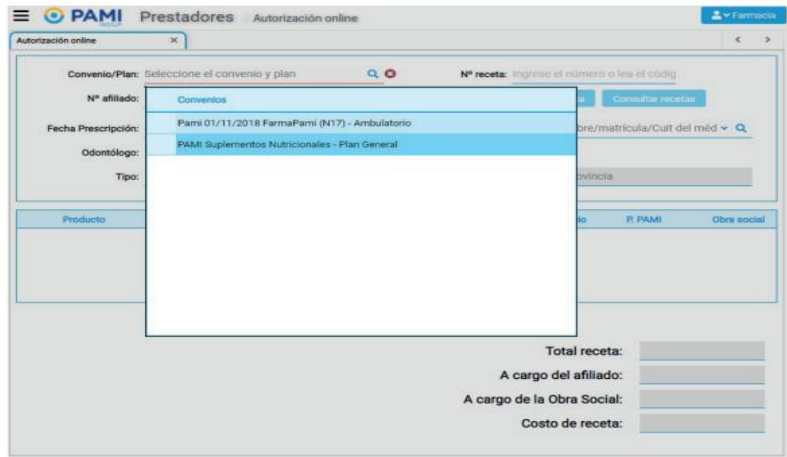 PAMI Prestadores Autorización online Farmacia
Autorización online × < >
Convenio/Plan: Seleccione el convenio y plan Nº receta: Ingrese el número o lea el códig
Nº afiliado: Consultar recetas
Convenios
Fecha Prescripción: Pami 01/11/2018 FarmaPami (N17) - Ambulatorio bre/matrícula/Cuit del méd
Odontólogo: PAMI Suplementos Nutricionales - Plan General
Tipo: ovincia
Producto io P. PAMI Obra social
Total receta:
A cargo del afiliado:
A cargo de la Obra Social:
Costo de receta: